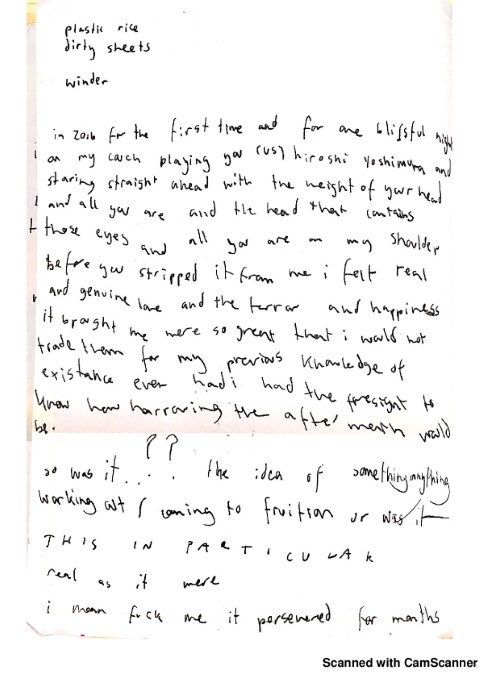 plastic rice
dirty sheets
winder
in 2016 for the first time and for one blissful night
on my couch playing you (us) hiroshi yoshimura and
staring straight ahead with the weight of your head
and all you are and the head that contains
those eyes and all you are on my shoulder
before you stripped it from me i felt real
and genuine love and the terror and happiness
it brought me were so great that i would not
trade them for my previous knowledge of
existance even had i had the foresight to
know how harrowing the aftermath would
be.
??
so was it . . . the idea of something/anything
working out / coming to fruition or was it
THIS IN PARTICULAR
real as it were
i mean fuck me it persevered for months
Scanned with CamScanner